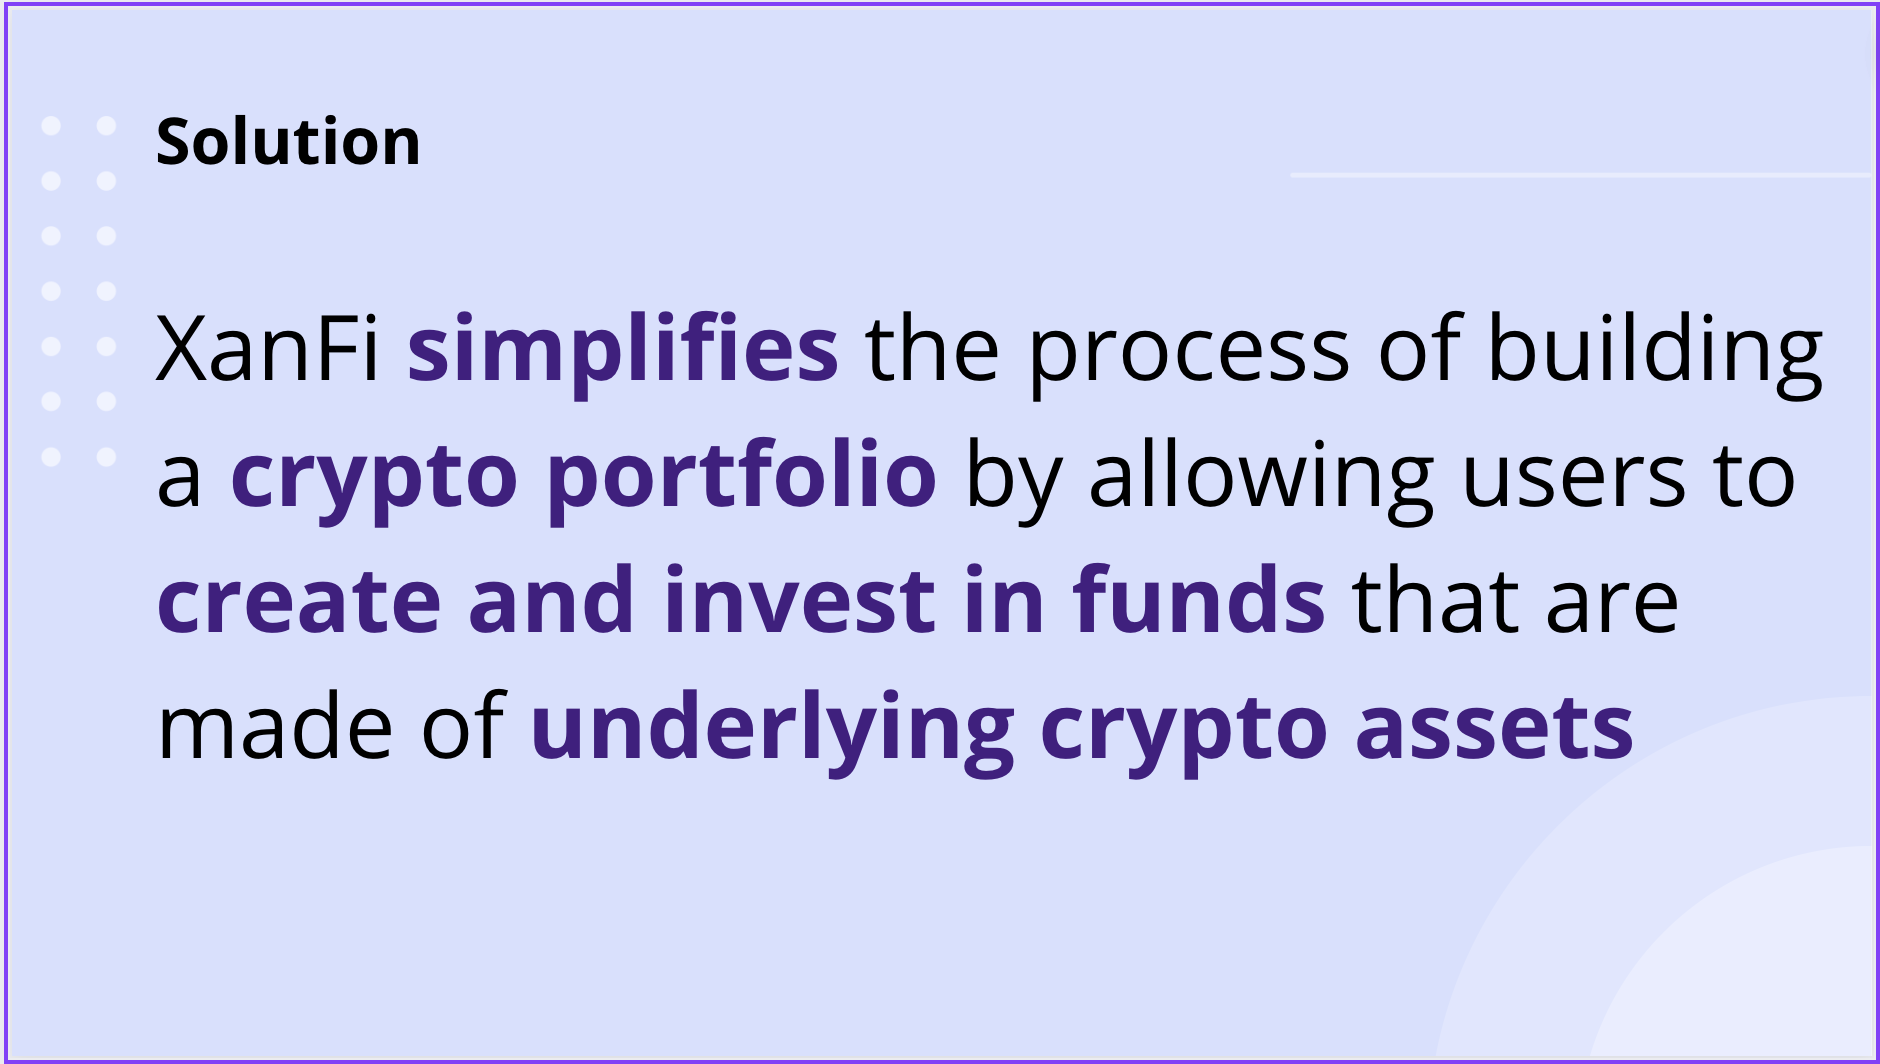 Solution
XanFi simplifies the process of building
a crypto portfolio by allowing users to
create and invest in funds that are
made of underlying crypto assets